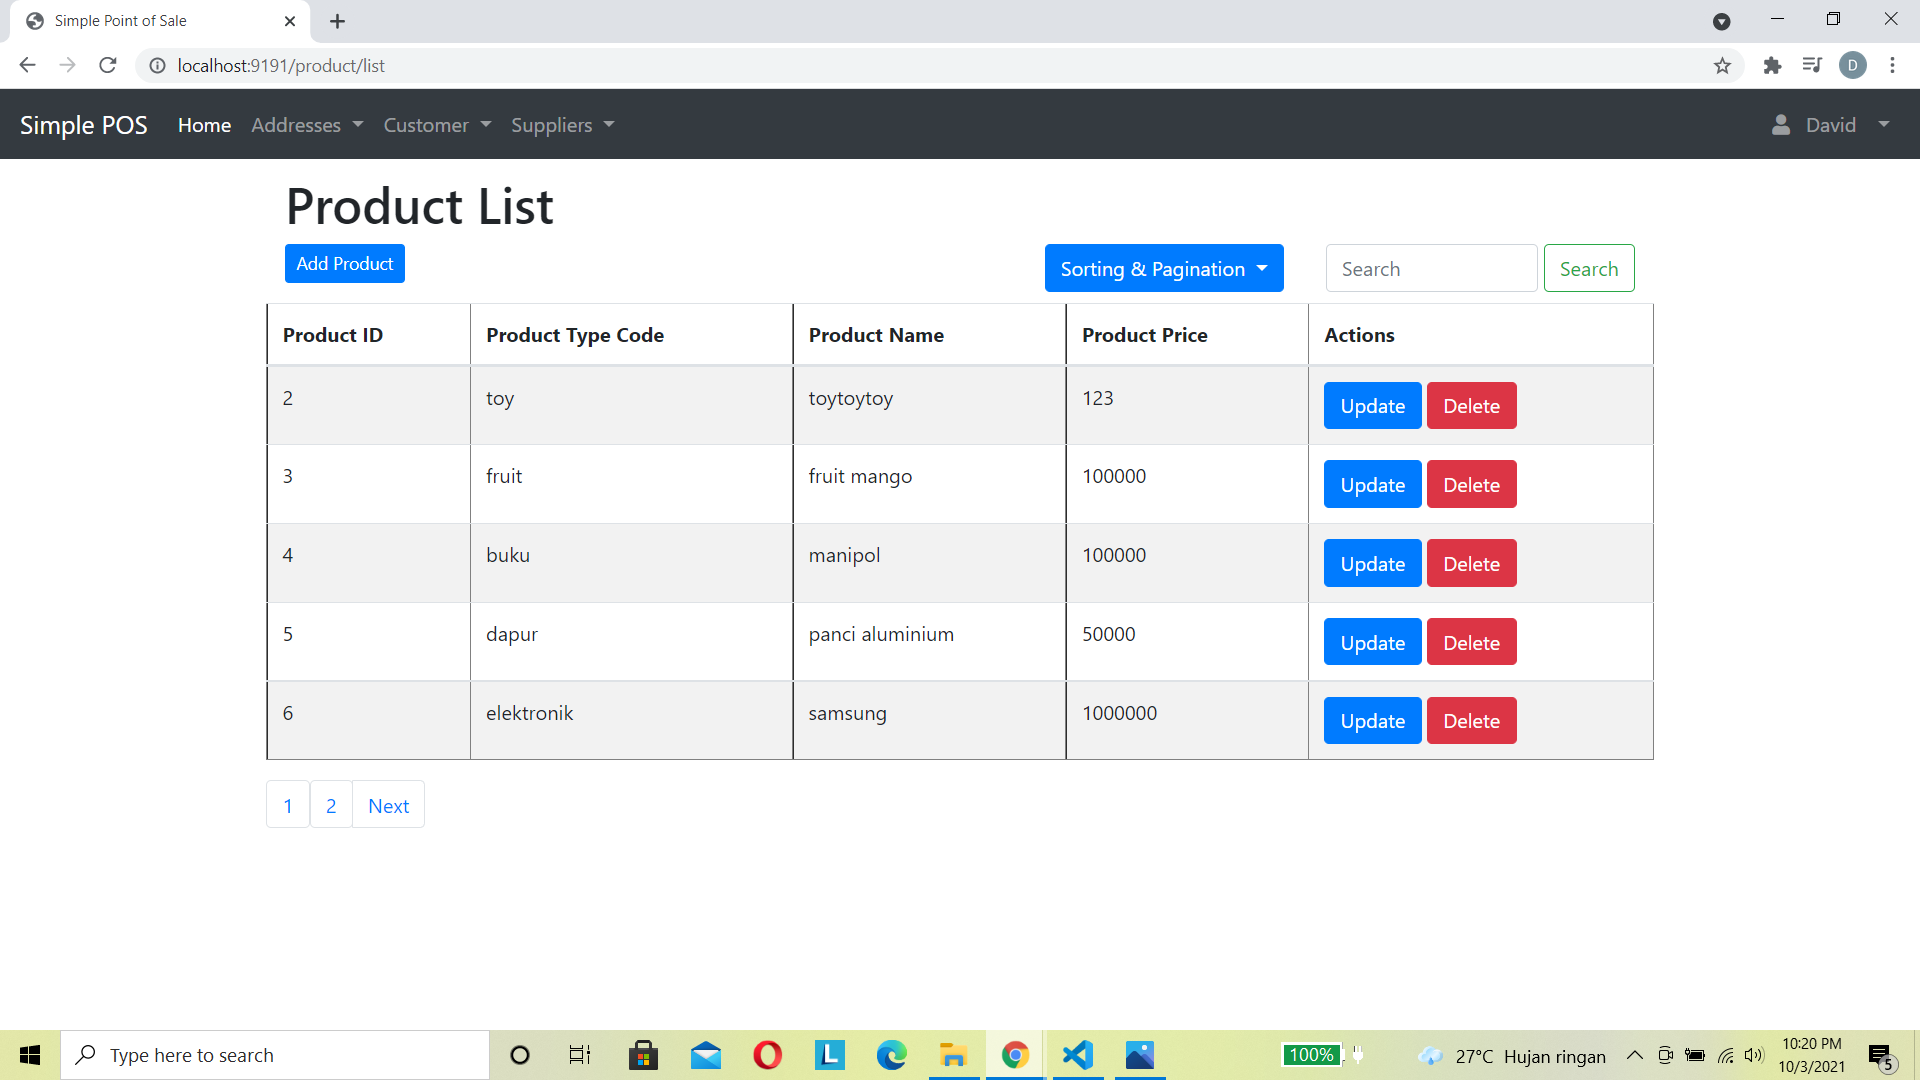 Simple Point of Sale
localhost:9191/product/list
D
Simple POS Home Addresses Customer Suppliers David
Product List
Add Product Sorting & Pagination Search Search
Product ID Product Type Code Product Name Product Price Actions
2 toy toytoytoy 123 Update Delete
3 fruit fruit mango 100000 Update Delete
4 buku manipol 100000 Update Delete
5 dapur panci aluminium 50000 Update Delete
6 elektronik samsung 1000000 Update Delete
1 2 Next
Type here to search L 100% 27°C Hujan ringan 10:20 PM
10/3/2021 5